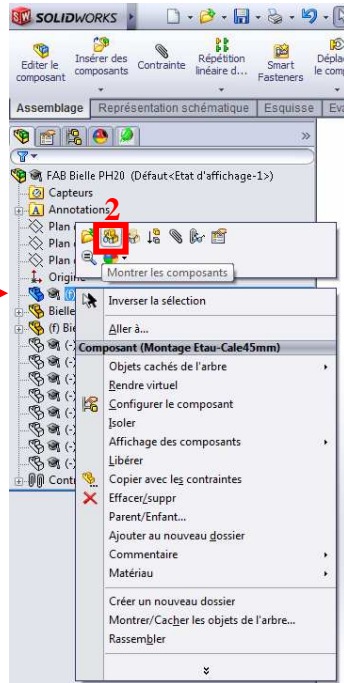 SOLIDWORKS
Editer le composant
Insérer des composants
Contrainte
Répétition linéaire d...
Smart Fasteners
Dépla le comp
Assemblage Représentation schématique Esquisse Eva
FAB Bielle PH20 (Défaut<Etat d'affichage-1>)
Capteurs
Annotations
2
Plan
Plan
Plan
Origin
Montrer les composants
Bielle
(f) Bie
(-)
(-)
(-)
(-)
(-)
(-)
(-)
Contr
Inverser la sélection
Aller à...
Composant (Montage Etau-Cale45mm)
Objets cachés de l'arbre
Rendre virtuel
Configurer le composant
Isoler
Affichage des composants
Libérer
Copier avec les contraintes
Effacer/suppr
Parent/Enfant...
Ajouter au nouveau dossier
Commentaire
Matériau
Créer un nouveau dossier
Montrer/Cacher les objets de l'arbre...
Rassembler